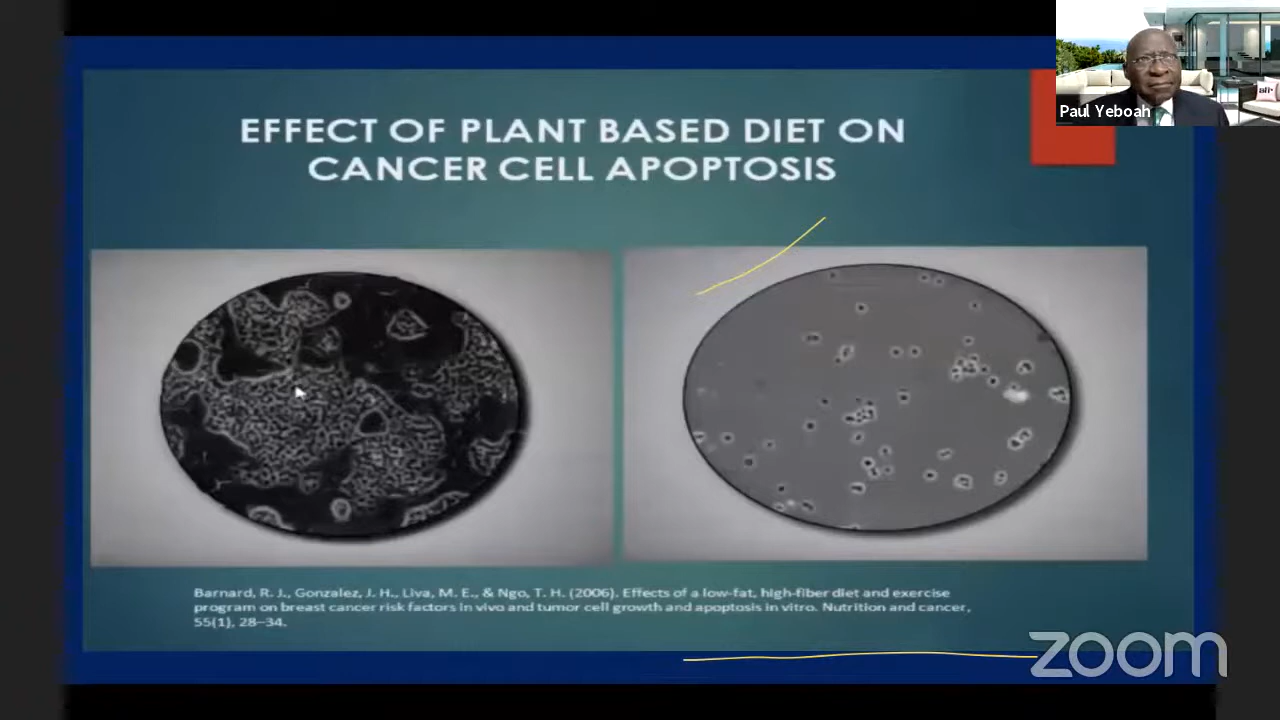 EFFECT OF PLANT BASED DIET ON
CANCER CELL APOPTOSIS
Paul Yeboah
Barnard, R. J., Gonzalez, J. H., Liva, M. E., & Ngo, T. H. (2006). Effects of a low-fat, high-fiber diet and exercise
program on breast cancer risk factors in vivo and tumor cell growth and apoptosis in vitro. Nutrition and cancer,
55(1), 28–34.
zoom